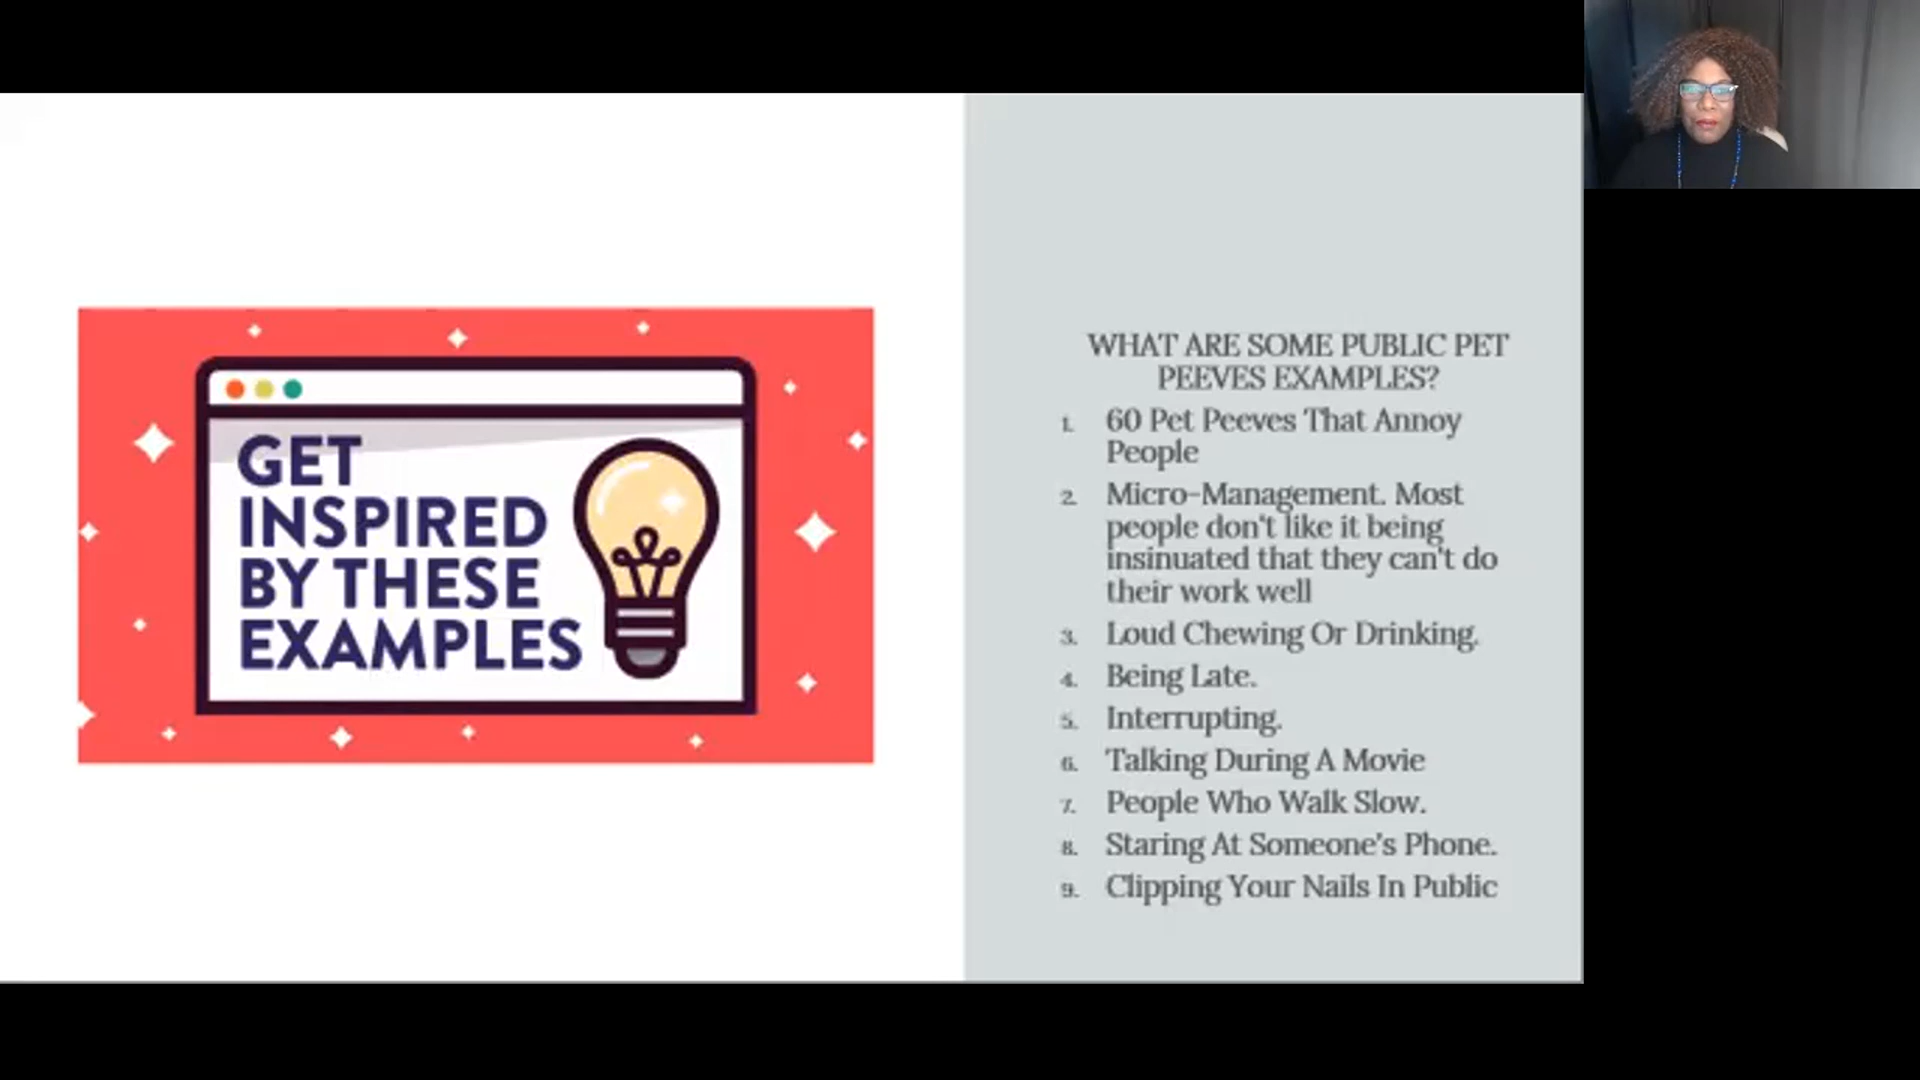 GET
INSPIRED
BY THESE
EXAMPLES
WHAT ARE SOME PUBLIC PET
PEEVES EXAMPLES?
1. 60 Pet Peeves That Annoy
People
2. Micro-Management. Most
people don't like it being
insinuated that they can't do
their work well
3. Loud Chewing Or Drinking.
4. Being Late.
5. Interrupting.
6. Talking During A Movie
7. People Who Walk Slow.
8. Staring At Someone's Phone.
9. Clipping Your Nails In Public